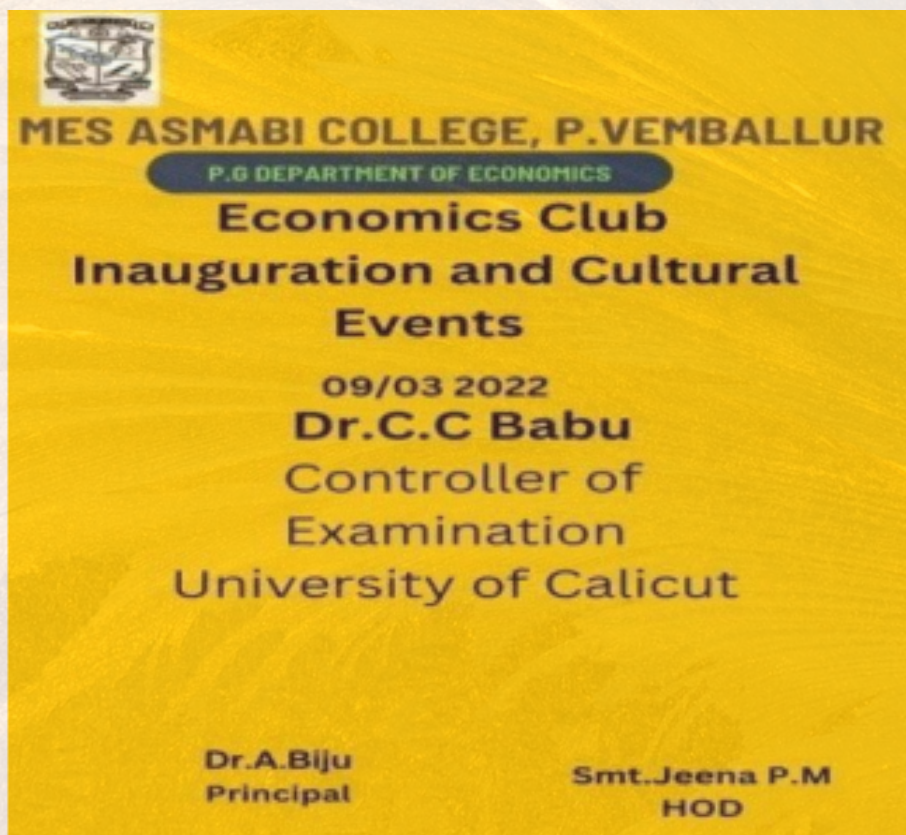 MES ASMABI COLLEGE, P.VEMBALLUR
P.G DEPARTMENT OF ECONOMICS
Economics Club
Inauguration and Cultural
Events
09/03 2022
Dr.C.C Babu
Controller of
Examination
University of Calicut
Dr.A.Biju
Principal
Smt.Jeena P.M
HOD